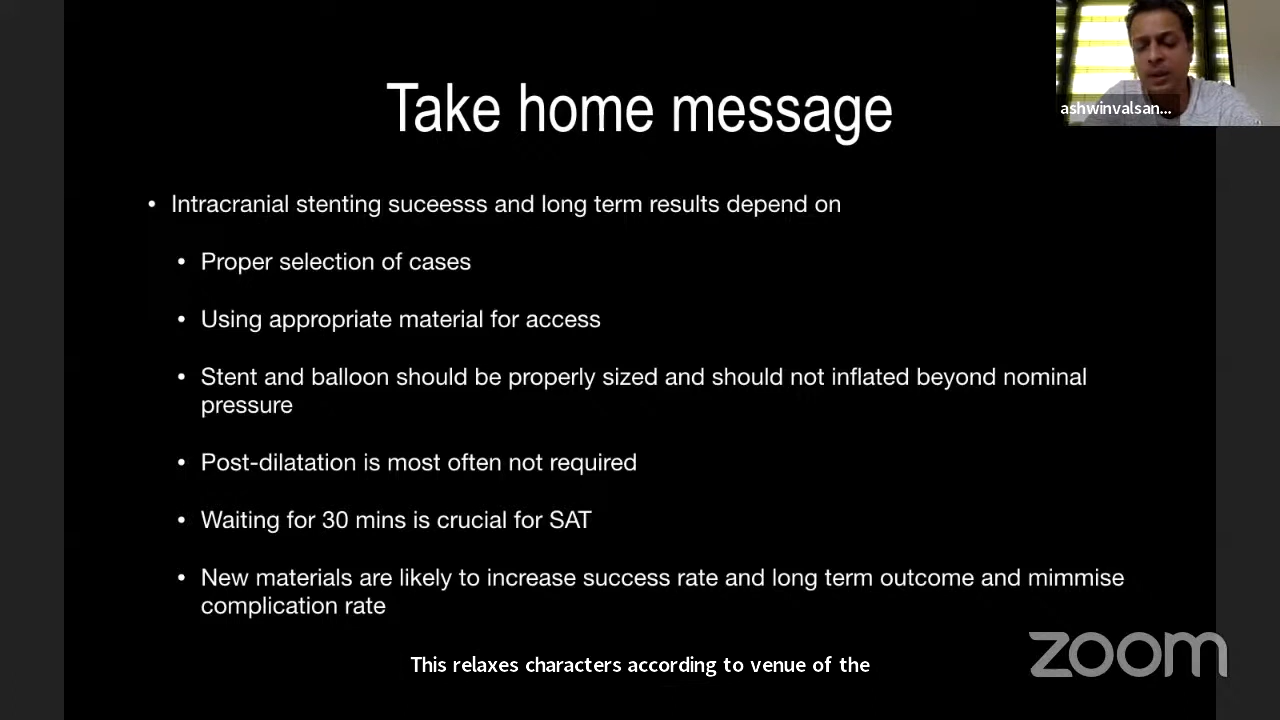 Take home message
ashwinvalsan...
• Intracranial stenting suceesss and long term results depend on
• Proper selection of cases
• Using appropriate material for access
• Stent and balloon should be properly sized and should not inflated beyond nominal
pressure
• Post-dilatation is most often not required
• Waiting for 30 mins is crucial for SAT
• New materials are likely to increase success rate and long term outcome and mimmise
complication rate
This relaxes characters according to venue of the
zoom